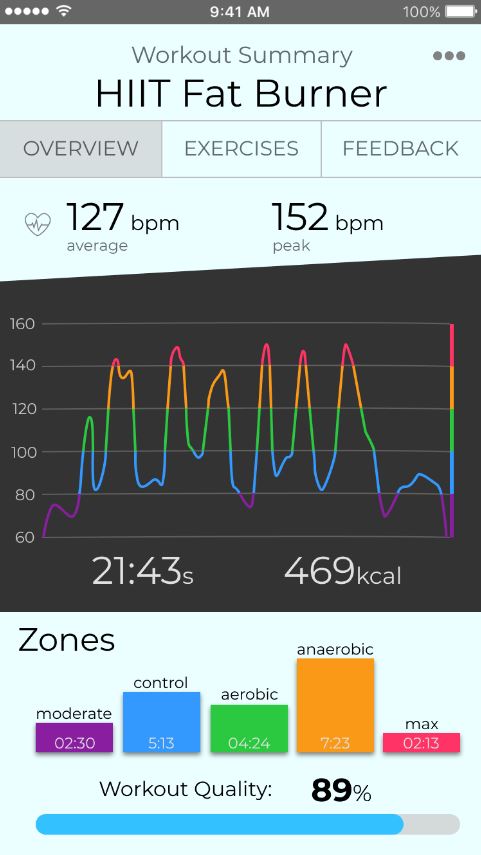 9:41 AM 100%
Workout Summary
HIIT Fat Burner
OVERVIEW EXERCISES FEEDBACK
127 bpm 152 bpm
average peak
160
140
120
100
80
60
21:43s 469kcal
Zones
anaerobic
control
aerobic
moderate
max
02:30 5:13 04:24 7:23 02:13
Workout Quality: 89%